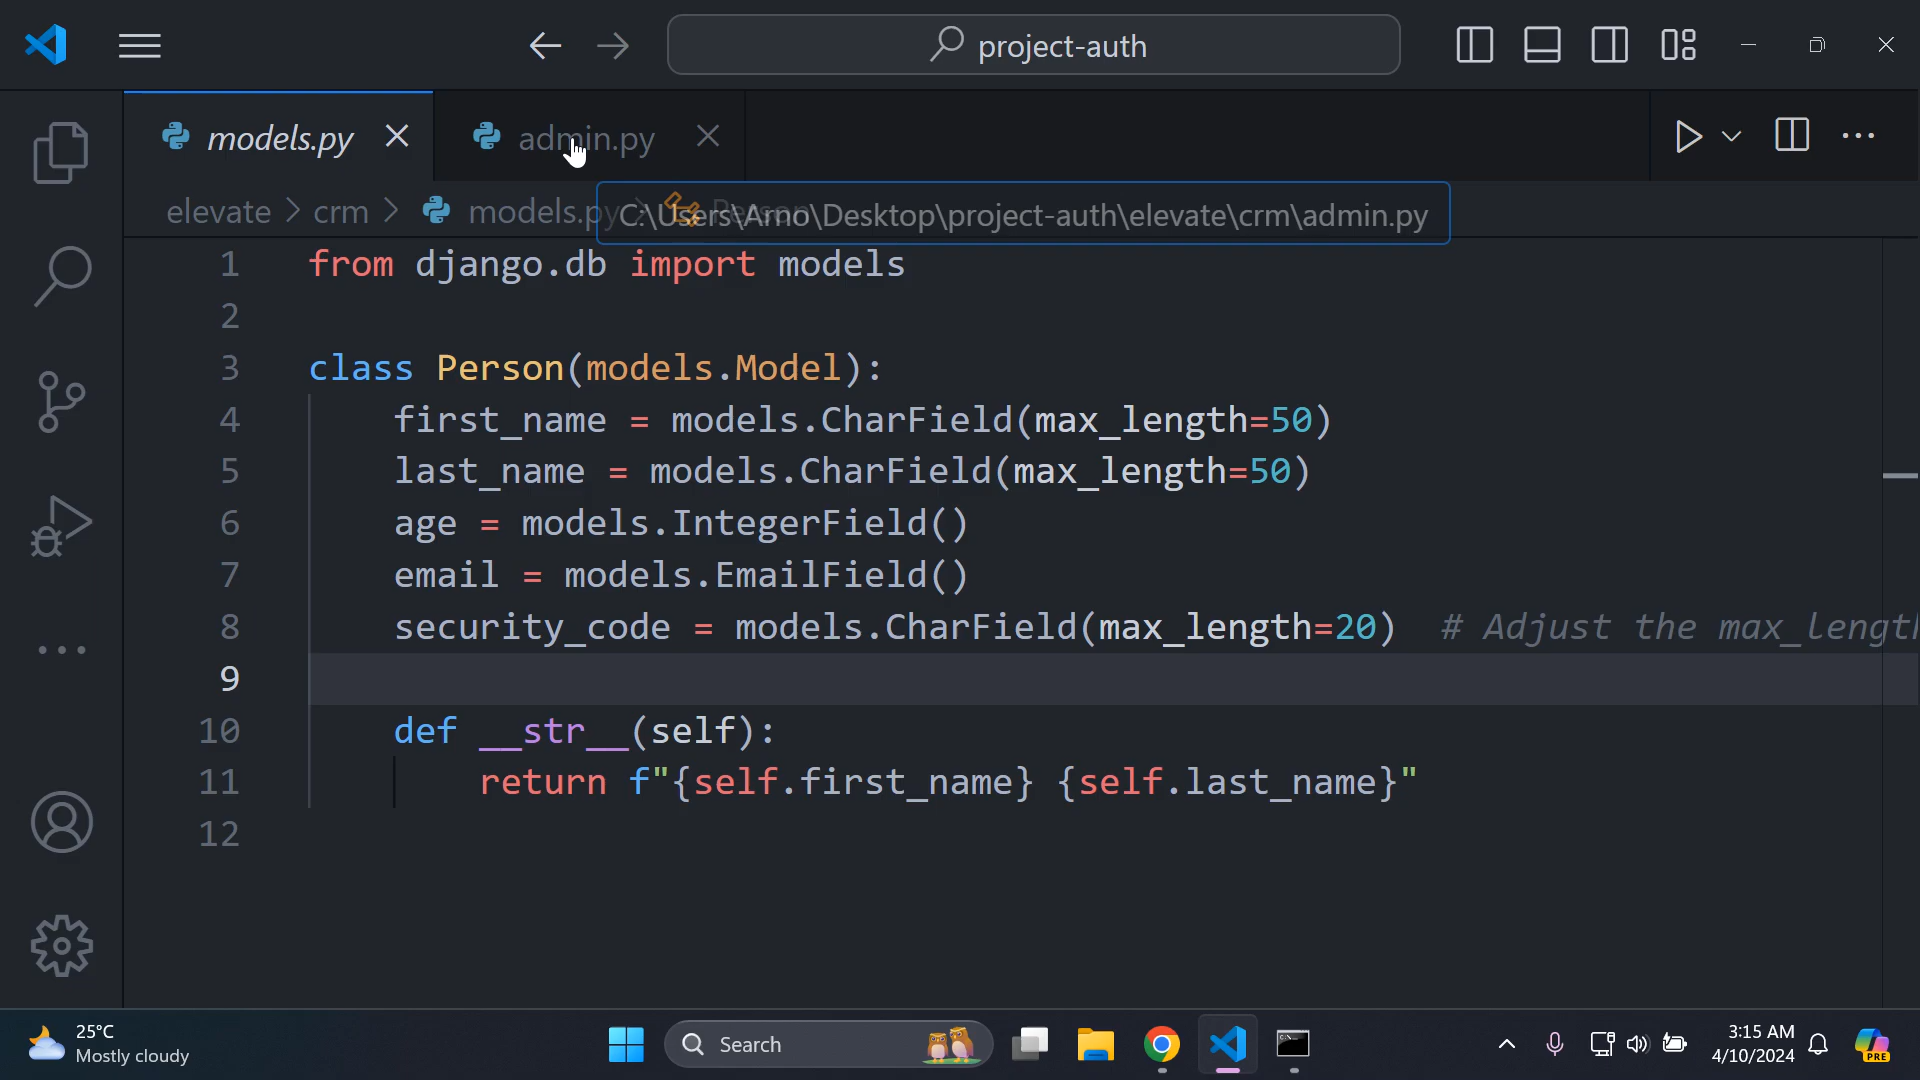 project-auth
models.py
admin.py
elevate > crm > models.py
C:\Users\Arno\Desktop\project-auth\elevate\crm\admin.py
1 from django.db import models
2
3 class Person(models.Model):
4 first_name = models.CharField(max_length=50)
5 last_name = models.CharField(max_length=50)
6 age = models.IntegerField()
7 email = models.EmailField()
8 security_code = models.CharField(max_length=20) # Adjust the max_length
9
10 def __str__(self):
11 return f"{self.first_name} {self.last_name}"
12
25°C
Mostly cloudy
Search
3:15 AM
4/10/2024
PRE